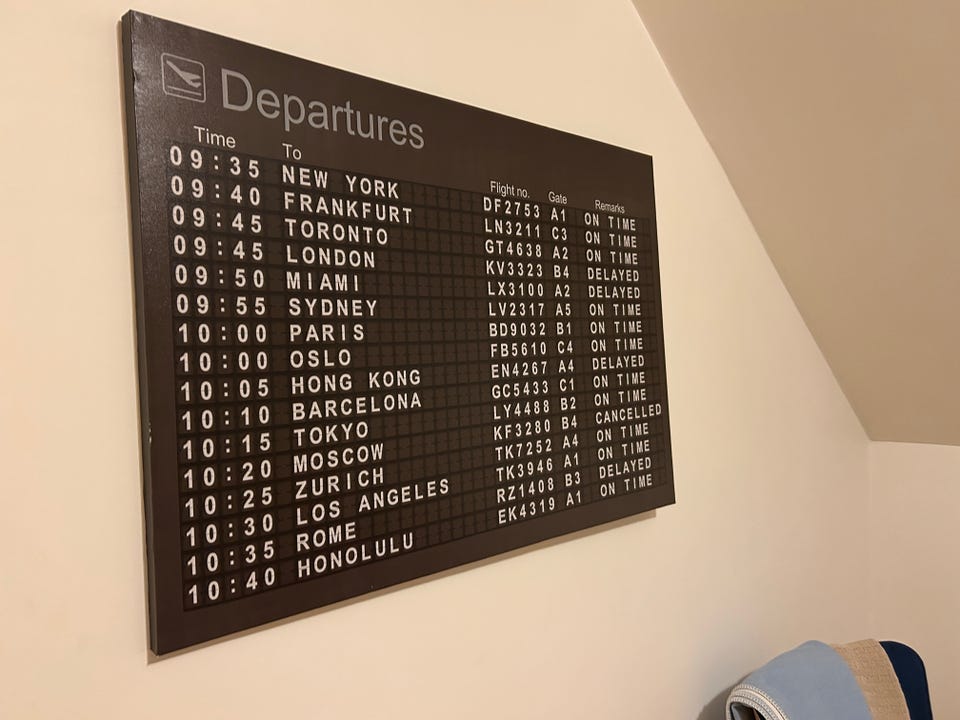 Departures
Time To Flight no. Gate Remarks
09:35 NEW YORK DF2753 A1 ON TIME
09:40 FRANKFURT LN3211 C3 ON TIME
09:45 TORONTO GT4638 A2 ON TIME
09:45 LONDON KV3323 B4 DELAYED
09:50 MIAMI LX3100 A2 DELAYED
09:55 SYDNEY LV2317 A5 ON TIME
10:00 PARIS BD9032 B1 ON TIME
10:00 OSLO FB5610 C4 ON TIME
10:05 HONG KONG EN4267 A4 DELAYED
10:10 BARCELONA GC5433 C1 ON TIME
10:15 TOKYO LY4488 B2 ON TIME
10:20 MOSCOW KF3280 B4 CANCELLED
10:25 ZURICH TK7252 A4 ON TIME
10:30 LOS ANGELES TK3946 A1 ON TIME
10:35 ROME RZ1408 B3 DELAYED
10:40 HONOLULU EK4319 A1 ON TIME